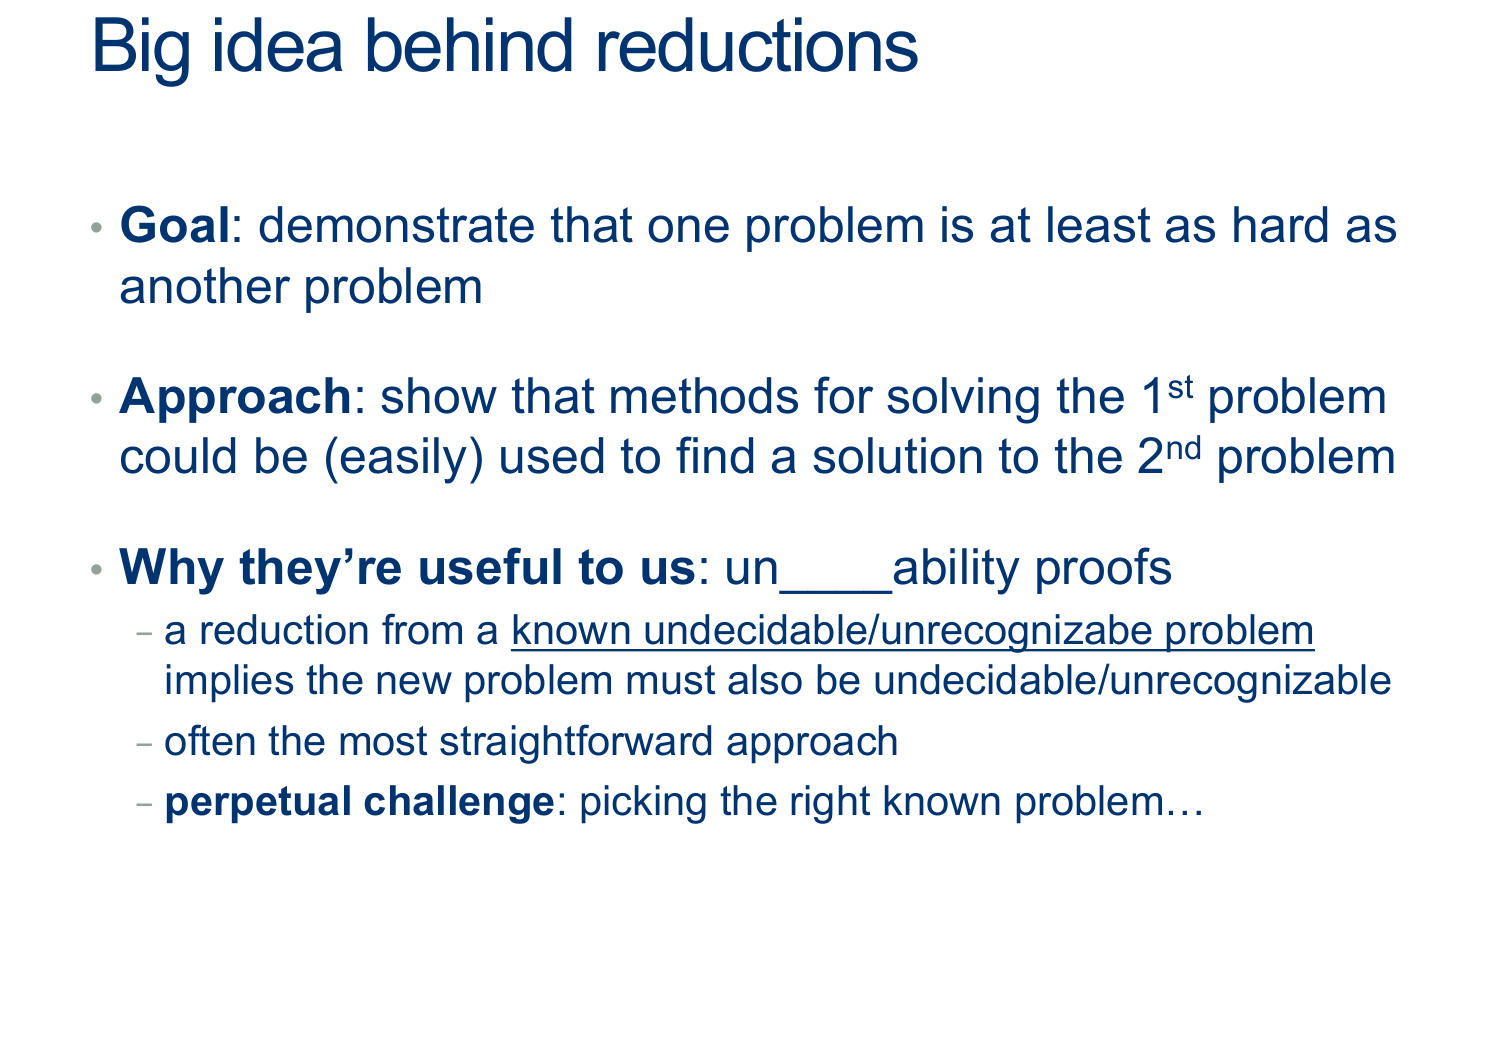 Big idea behind reductions
• Goal: demonstrate that one problem is at least as hard as
another problem
• Approach: show that methods for solving the 1st problem
could be (easily) used to find a solution to the 2nd problem
• Why they’re useful to us: un____ability proofs
– a reduction from a known undecidable/unrecognizabe problem
implies the new problem must also be undecidable/unrecognizable
– often the most straightforward approach
– perpetual challenge: picking the right known problem…